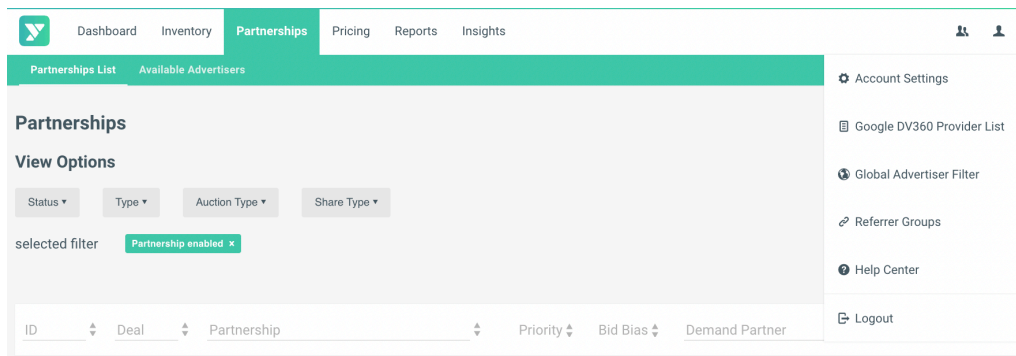 Dashboard Inventory Partnerships Pricing Reports Insights
Partnerships List Available Advertisers
Account Settings
Partnerships
Google DV360 Provider List
View Options
Global Advertiser Filter
Status Type Auction Type Share Type
Referrer Groups
selected filter Partnership enabled ×
Help Center
Logout
ID Deal Partnership Priority Bid Bias Demand Partner